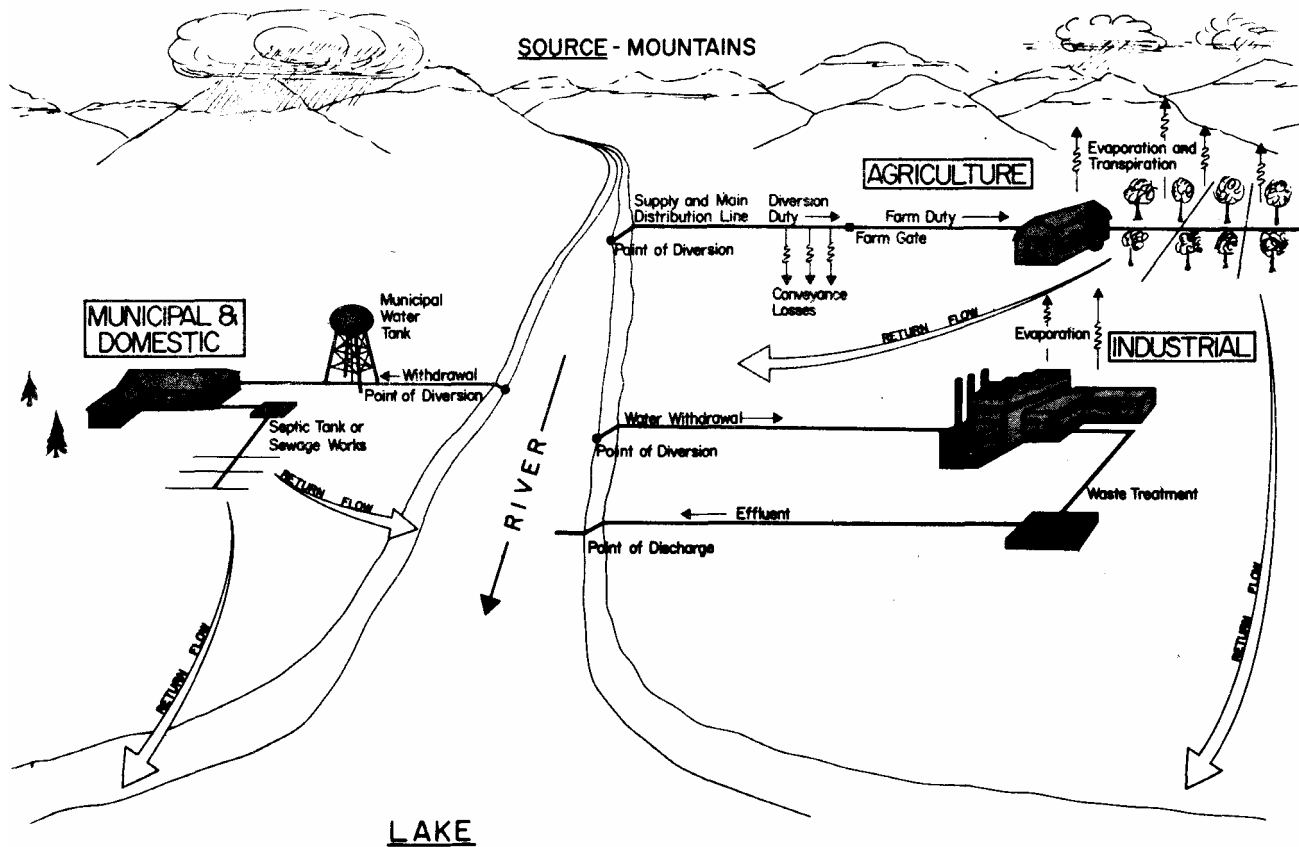 SOURCE - MOUNTAINS
Evaporation and
Transpiration
AGRICULTURE
Supply and Main
Distribution Line
Diversion
Duty
Farm Duty
Farm Gate
Point of Diversion
Conveyance
Losses
RETURN FLOW
MUNICIPAL &
DOMESTIC
Municipal
Water
Tank
Withdrawal
Point of Diversion
Septic Tank or
Sewage Works
RETURN FLOW
RETURN FLOW
RIVER
Evaporation
INDUSTRIAL
Water Withdrawal
Point of Diversion
Waste Treatment
Effluent
Point of Discharge
RETURN FLOW
LAKE